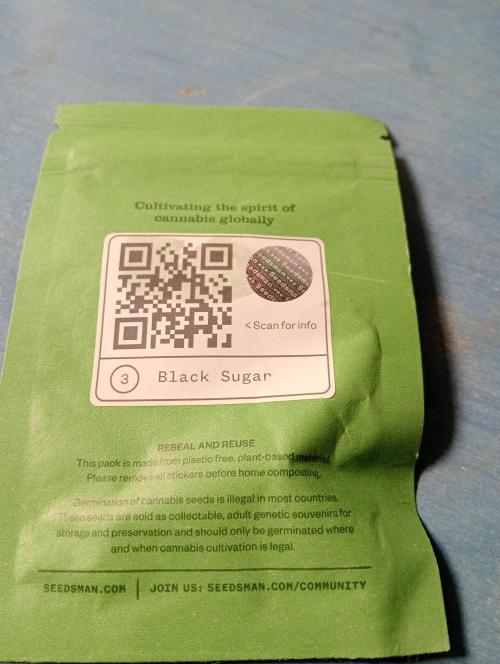 Cultivating the spirit of
cannabis globally
< Scan for info
3 Black Sugar
RESEAL AND REUSE
This pack is made from plastic free, plant-based material.
Please remove all stickers before home composting.
Germination of cannabis seeds is illegal in most countries.
These seeds are sold as collectable, adult genetic souvenirs for
storage and preservation and should only be germinated where
and when cannabis cultivation is legal.
SEEDSMAN.COM | JOIN US: SEEDSMAN.COM/COMMUNITY